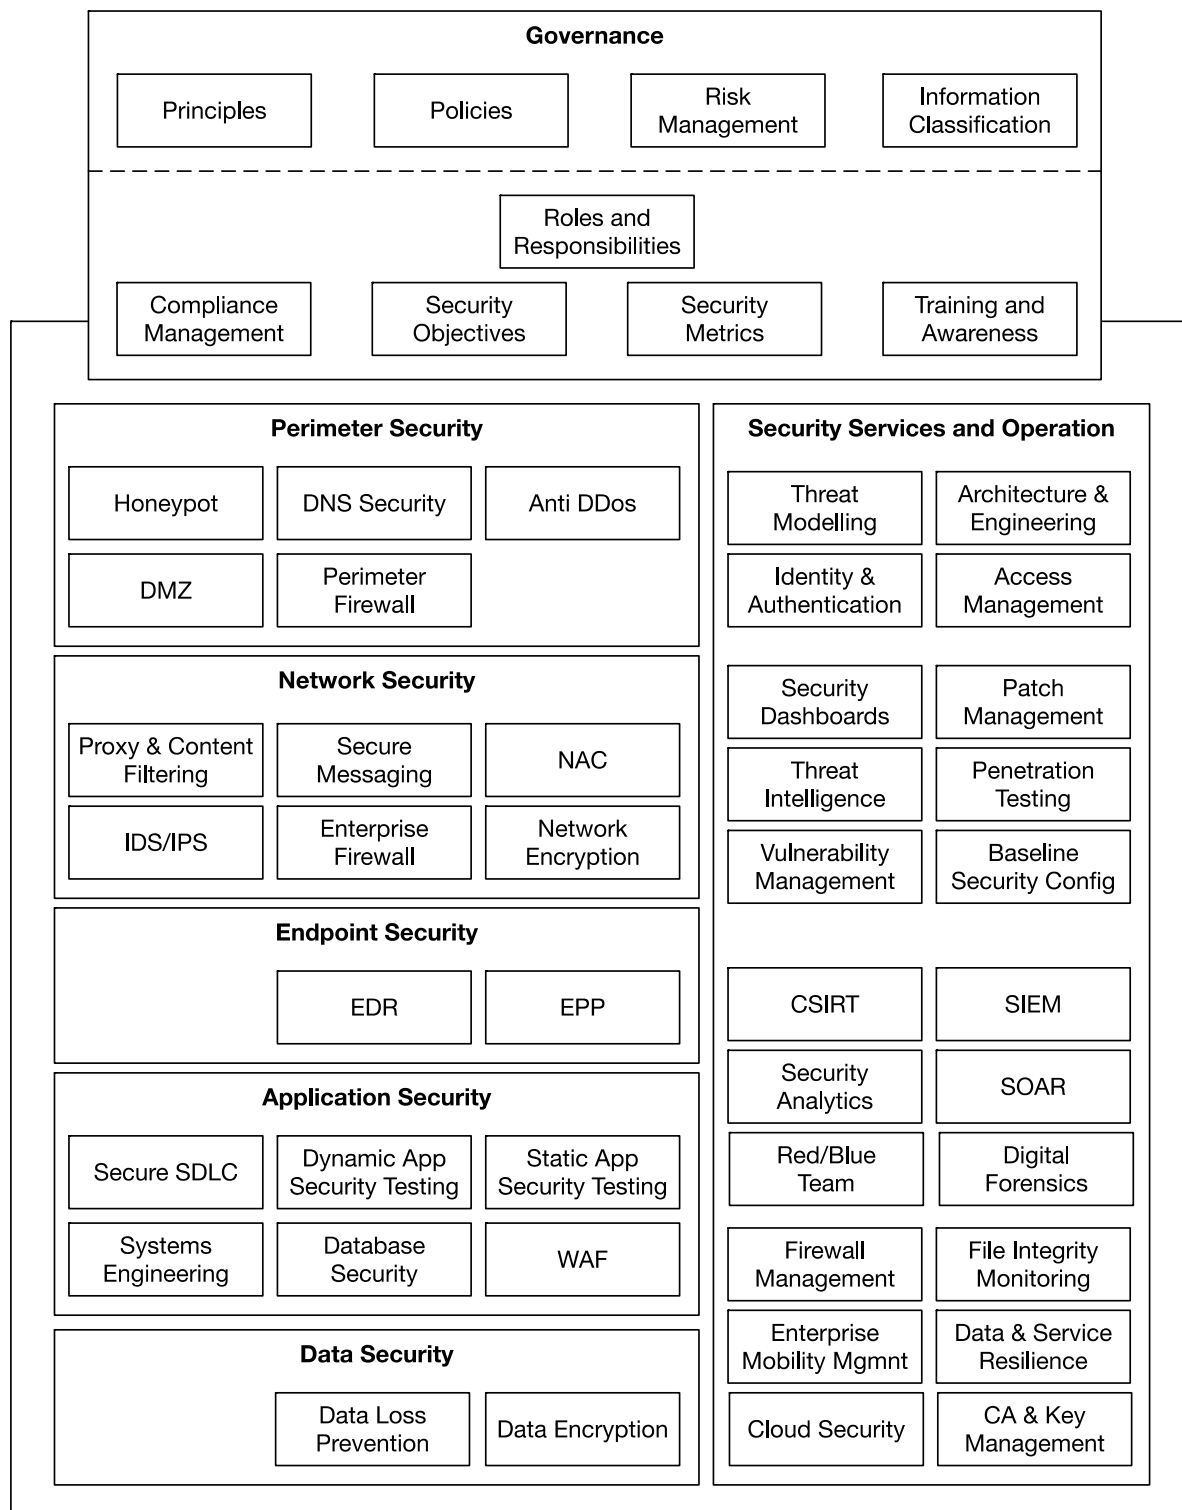 Governance
Principles
Policies
Risk
Management
Information
Classification
Roles and
Responsibilities
Compliance
Management
Security
Objectives
Security
Metrics
Training and
Awareness
Perimeter Security
Honeypot
DNS Security
Anti DDos
DMZ
Perimeter
Firewall
Network Security
Proxy & Content
Filtering
Secure
Messaging
NAC
IDS/IPS
Enterprise
Firewall
Network
Encryption
Endpoint Security
EDR
EPP
Application Security
Secure SDLC
Dynamic App
Security Testing
Static App
Security Testing
Systems
Engineering
Database
Security
WAF
Data Security
Data Loss
Prevention
Data Encryption
Security Services and Operation
Threat
Modelling
Architecture &
Engineering
Identity &
Authentication
Access
Management
Security
Dashboards
Patch
Management
Threat
Intelligence
Penetration
Testing
Vulnerability
Management
Baseline
Security Config
CSIRT
SIEM
Security
Analytics
SOAR
Red/Blue
Team
Digital
Forensics
Firewall
Management
File Integrity
Monitoring
Enterprise
Mobility Mgmnt
Data & Service
Resilience
Cloud Security
CA & Key
Management